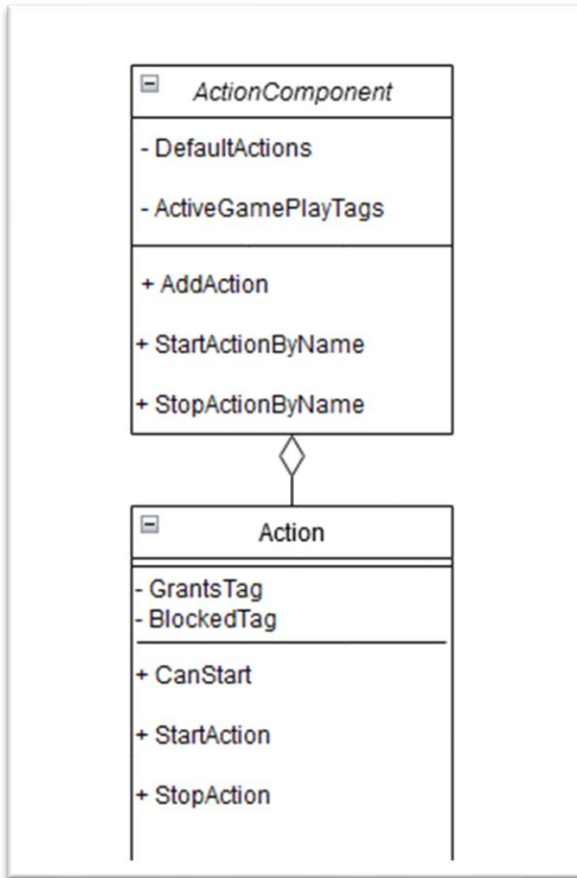 ActionComponent
- DefaultActions
- ActiveGamePlayTags
+ AddAction
+ StartActionByName
+ StopActionByName
Action
- GrantsTag
- BlockedTag
+ CanStart
+ StartAction
+ StopAction